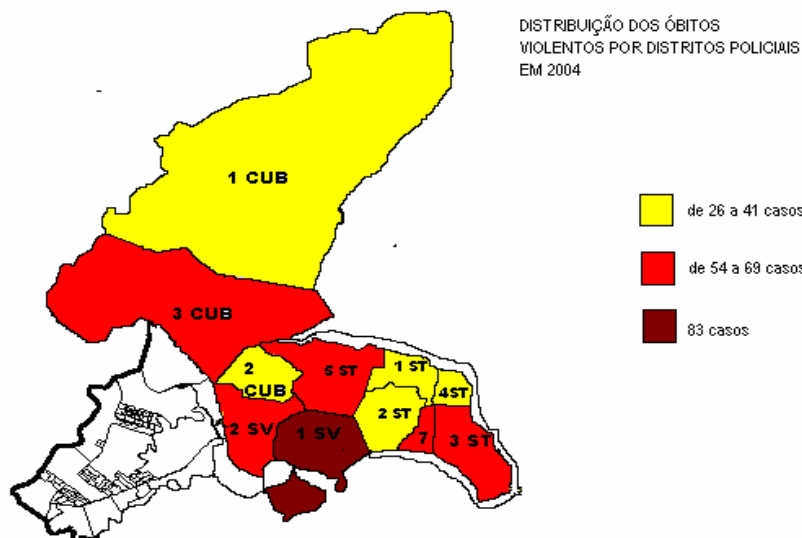 DISTRIBUIÇÃO DOS ÓBITOS
VIOLENTOS POR DISTRITOS POLICIAIS
EM 2004
1 CUB
de 26 a 41 casos
de 54 a 69 casos
3 CUB
83 casos
2
CUB
5 ST
1 ST
4ST
2 ST
2 SV
1 SV
7
3 ST